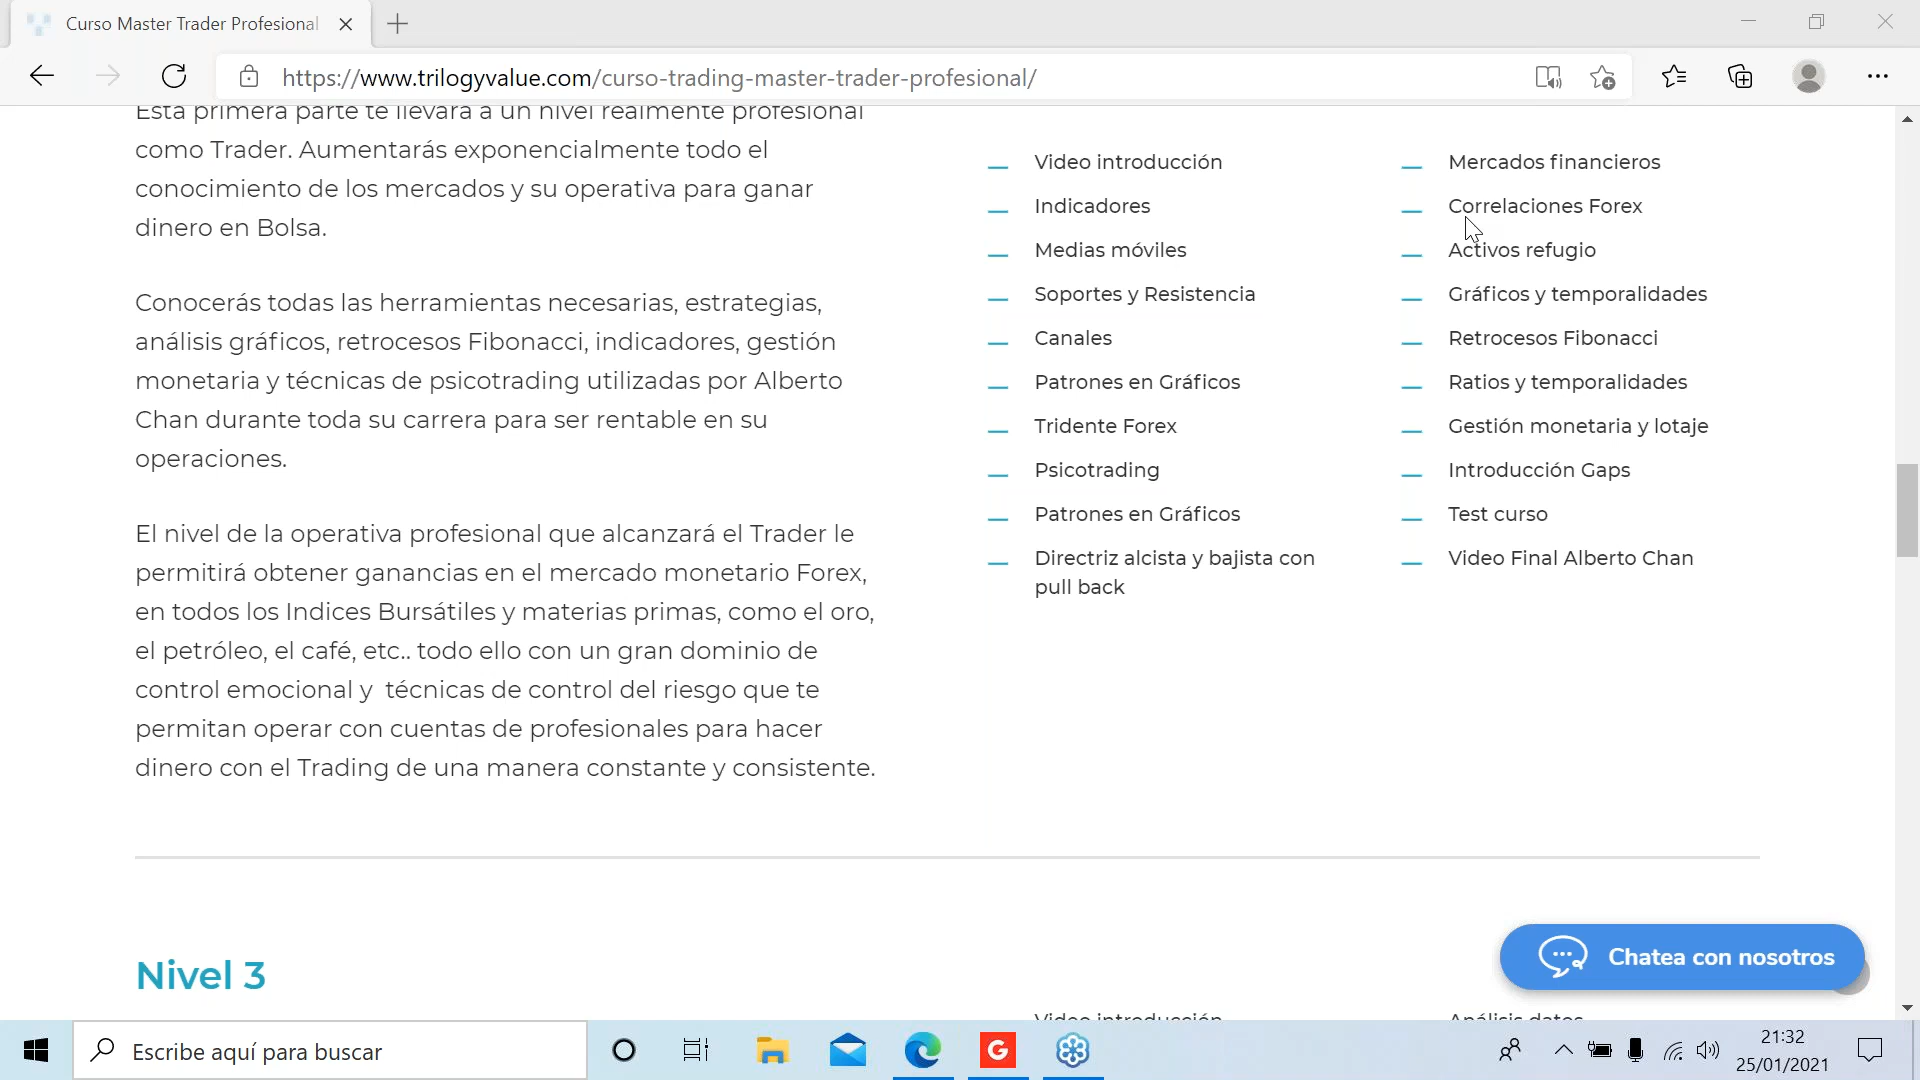 Curso Master Trader Profesional
https://www.trilogyvalue.com/curso-trading-master-trader-profesional/
Esta primera parte te llevará a un nivel realmente profesional
como Trader. Aumentarás exponencialmente todo el
conocimiento de los mercados y su operativa para ganar
dinero en Bolsa.
Conocerás todas las herramientas necesarias, estrategias,
análisis gráficos, retrocesos Fibonacci, indicadores, gestión
monetaria y técnicas de psicotrading utilizadas por Alberto
Chan durante toda su carrera para ser rentable en su
operaciones.
El nivel de la operativa profesional que alcanzará el Trader le
permitirá obtener ganancias en el mercado monetario Forex,
en todos los Indices Bursátiles y materias primas, como el oro,
el petróleo, el café, etc.. todo ello con un gran dominio de
control emocional y técnicas de control del riesgo que te
permitan operar con cuentas de profesionales para hacer
dinero con el Trading de una manera constante y consistente.
Video introducción
Indicadores
Medias móviles
Soportes y Resistencia
Canales
Patrones en Gráficos
Tridente Forex
Psicotrading
Patrones en Gráficos
Directriz alcista y bajista con
pull back
Mercados financieros
Correlaciones Forex
Activos refugio
Gráficos y temporalidades
Retrocesos Fibonacci
Ratios y temporalidades
Gestión monetaria y lotaje
Introducción Gaps
Test curso
Video Final Alberto Chan
Nivel 3
Video introducción
Análisis datos
Chatea con nosotros
Escribe aquí para buscar
21:32
25/01/2021